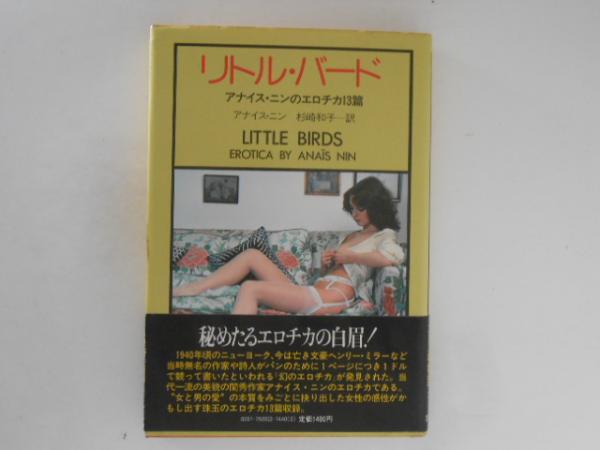 リトル・バード
アナイス・ニンのエロチカ13篇
アナイス・ニン 杉崎和子─訳
LITTLE BIRDS
EROTICA BY ANAÏS NIN
秘めたるエロチカの白眉!
1940年頃のニューヨーク、今は亡き文豪ヘンリー・ミラーなど
当時無名の作家や詩人がパンのために1ページにつき1ドル
で競って書いたといわれる「幻のエロチカ」が発見された。当
代一流の美貌の閨秀作家アナイス・ニンのエロチカである。
“女と男の愛”の本質をみごとに抉り出した女性の感性がか
もし出す珠玉のエロチカ13篇収録。
定価1400円